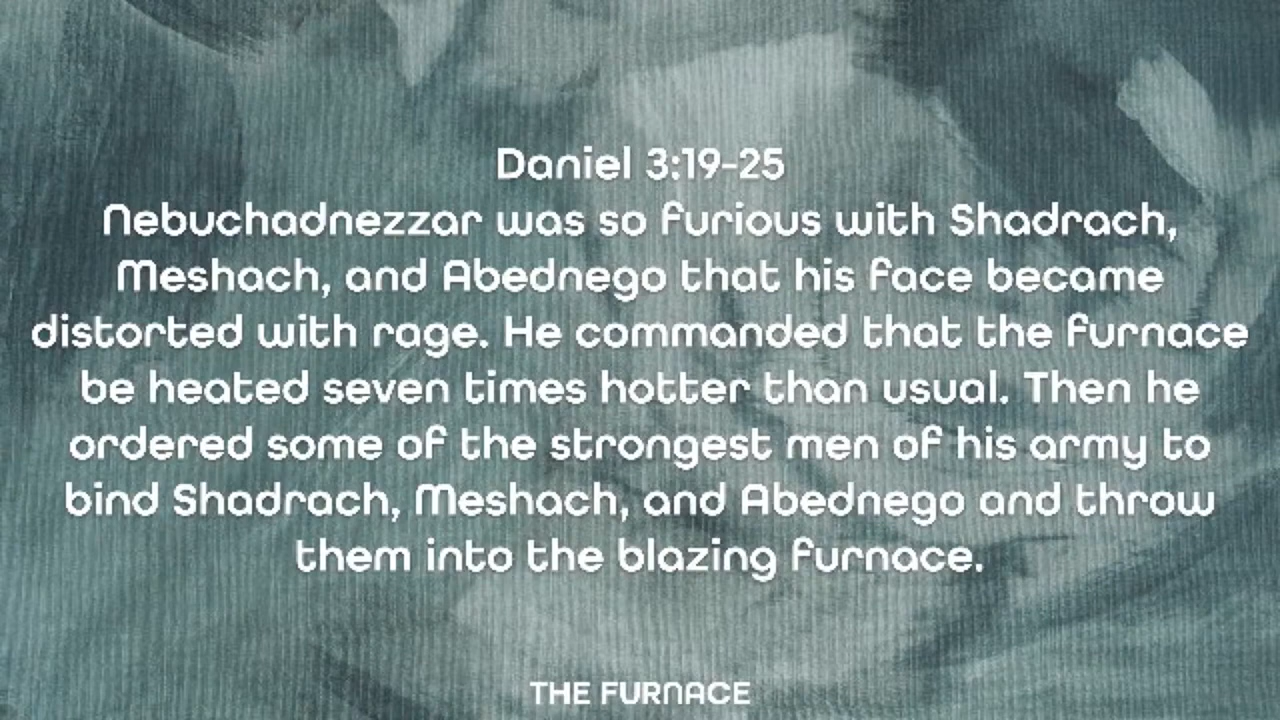 Daniel 3:19-25
Nebuchadnezzar was so furious with Shadrach,
Meshach, and Abednego that his face became
distorted with rage. He commanded that the furnace
be heated seven times hotter than usual. Then he
ordered some of the strongest men of his army to
bind Shadrach, Meshach, and Abednego and throw
them into the blazing furnace.
THE FURNACE